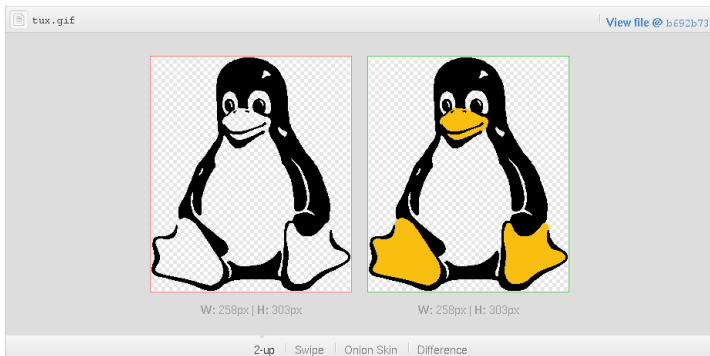 tux.gif
View file @ b692b73
W: 258px | H: 303px
W: 258px | H: 303px
2-up
Swipe
Onion Skin
Difference